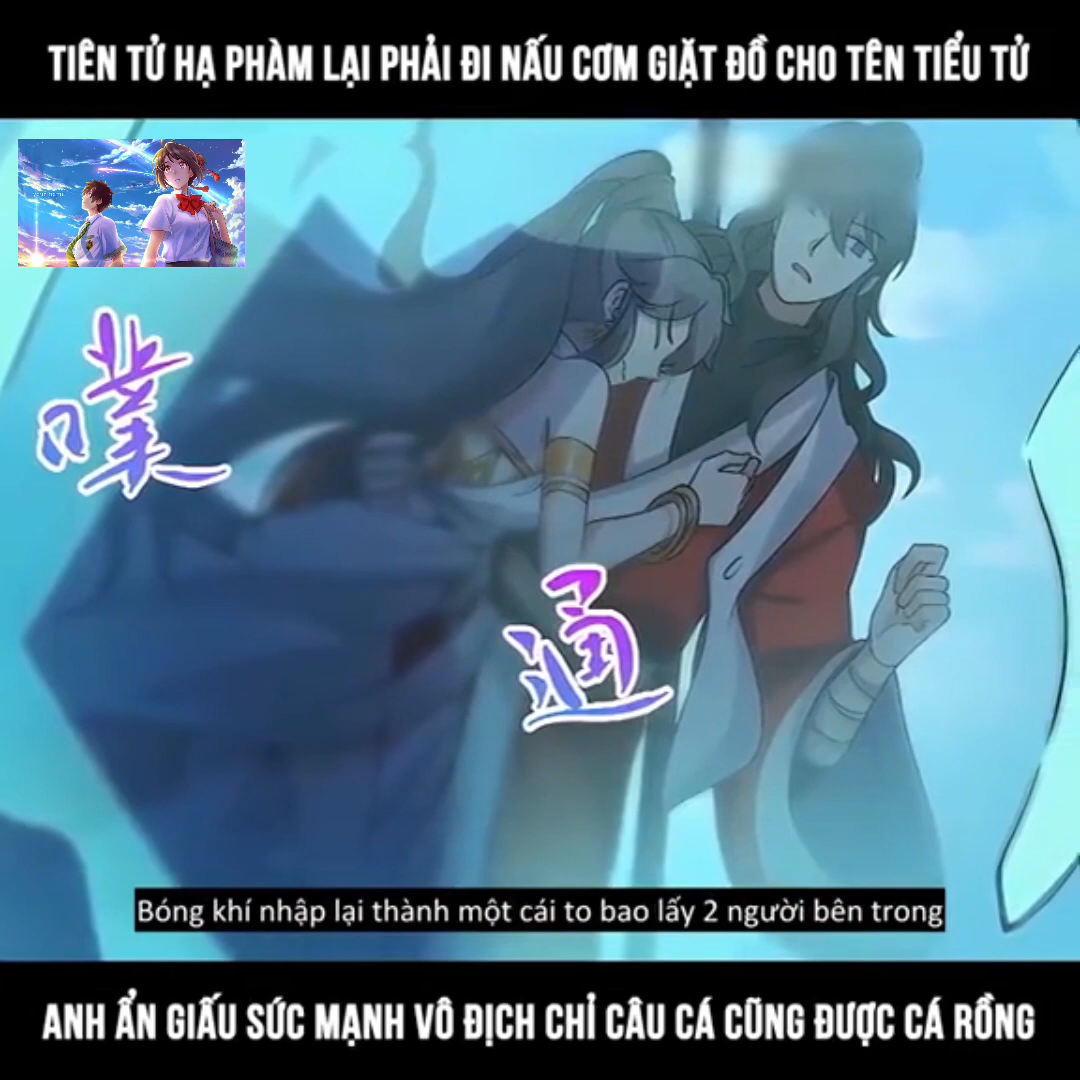 TIÊN TỬ HẠ PHÀM LẠI PHẢI ĐI NẤU CƠM GIẶT ĐỒ CHO TÊN TIỂU TỬ
噗
通
Bóng khí nhập lại thành một cái to bao lấy 2 người bên trong
ANH ẨN GIẤU SỨC MẠNH VÔ ĐỊCH CHỈ CÂU CÁ CŨNG ĐƯỢC CÁ RỒNG